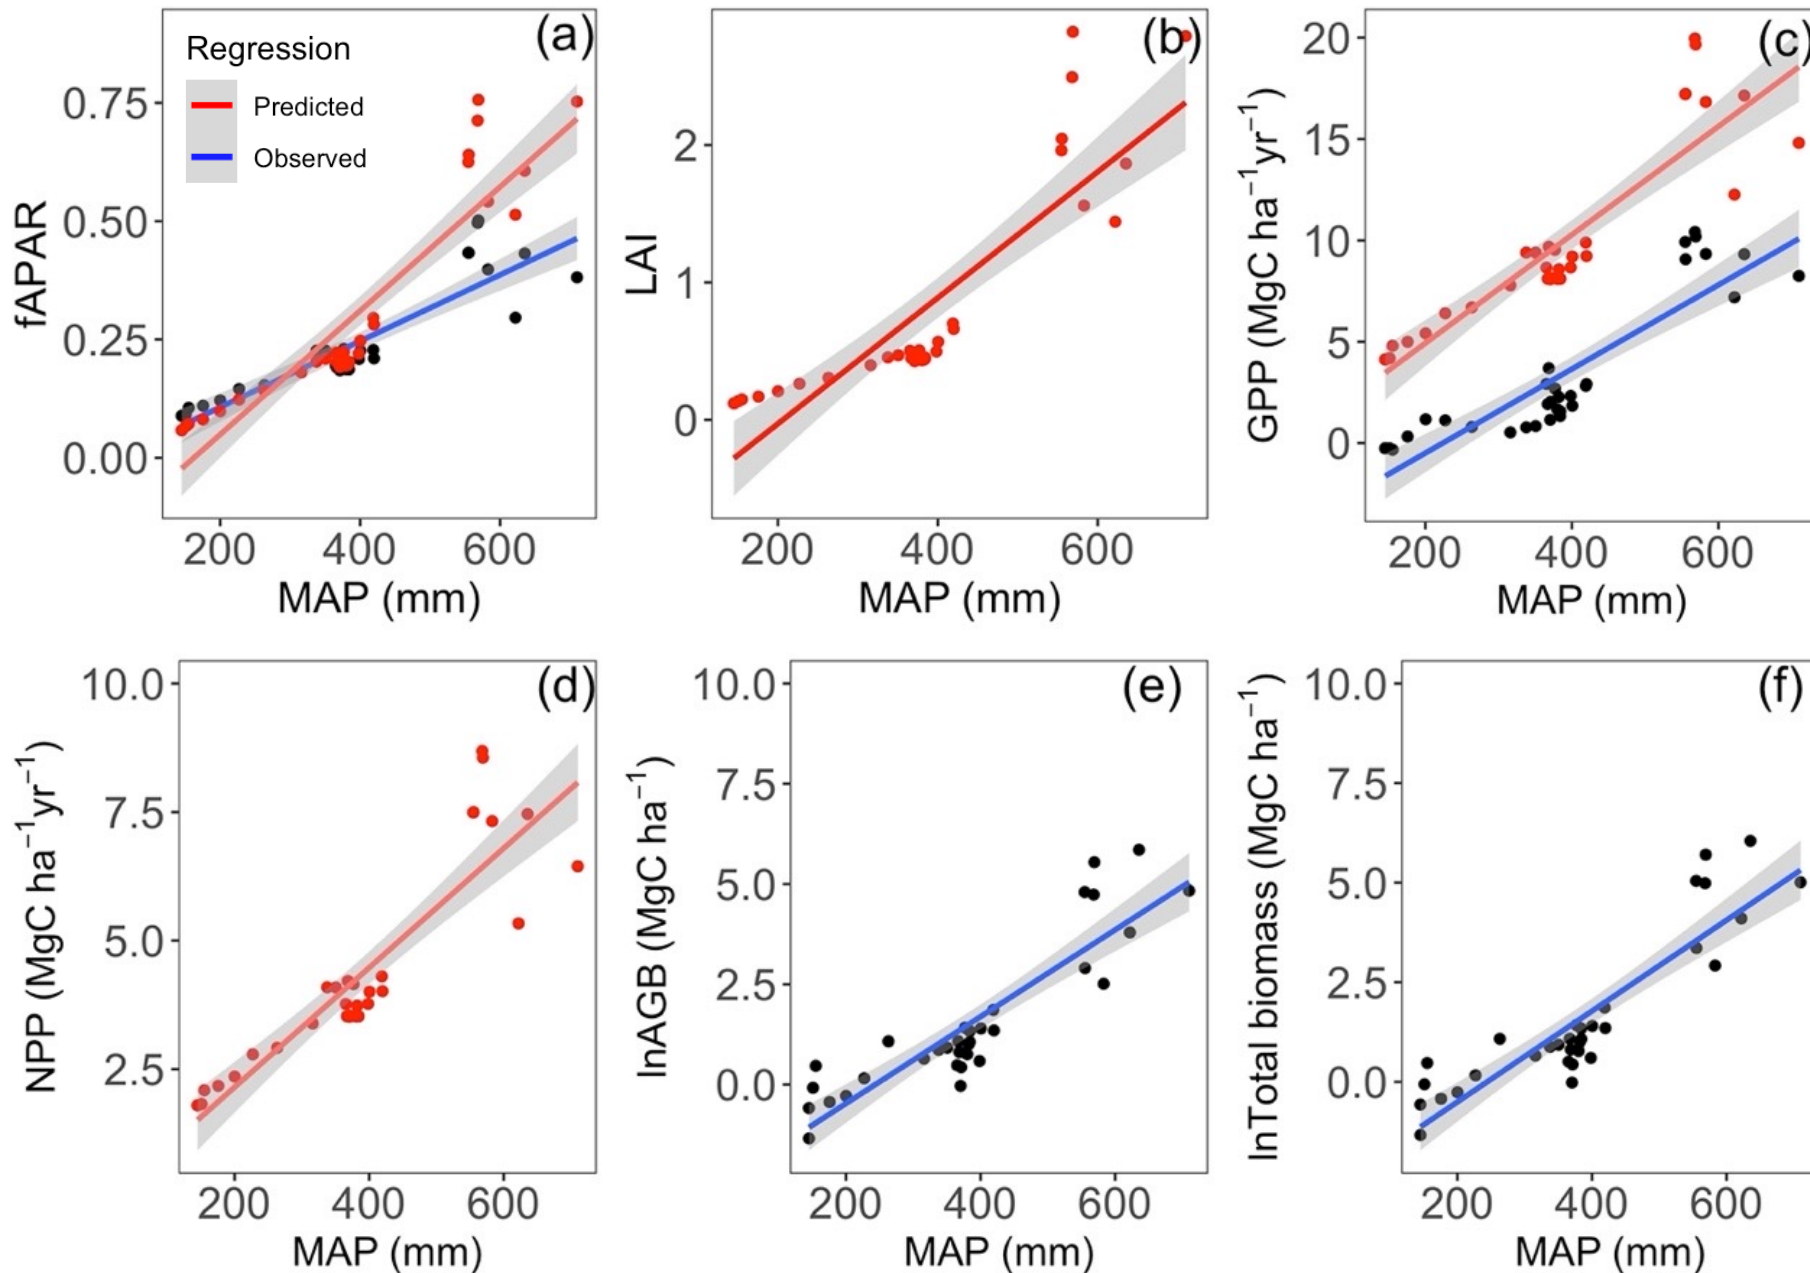 (a)
Regression
Predicted
Observed
fAPAR
0.75
0.50
0.25
0.00
200 400 600
MAP (mm)
(b)
LAI
2
1
0
200 400 600
MAP (mm)
(c)
GPP (MgC ha⁻¹yr⁻¹)
20
15
10
5
0
200 400 600
MAP (mm)
(d)
NPP (MgC ha⁻¹yr⁻¹)
10.0
7.5
5.0
2.5
200 400 600
MAP (mm)
(e)
lnAGB (MgC ha⁻¹)
10.0
7.5
5.0
2.5
0.0
200 400 600
MAP (mm)
(f)
lnTotal biomass (MgC ha⁻¹)
10.0
7.5
5.0
2.5
0.0
200 400 600
MAP (mm)